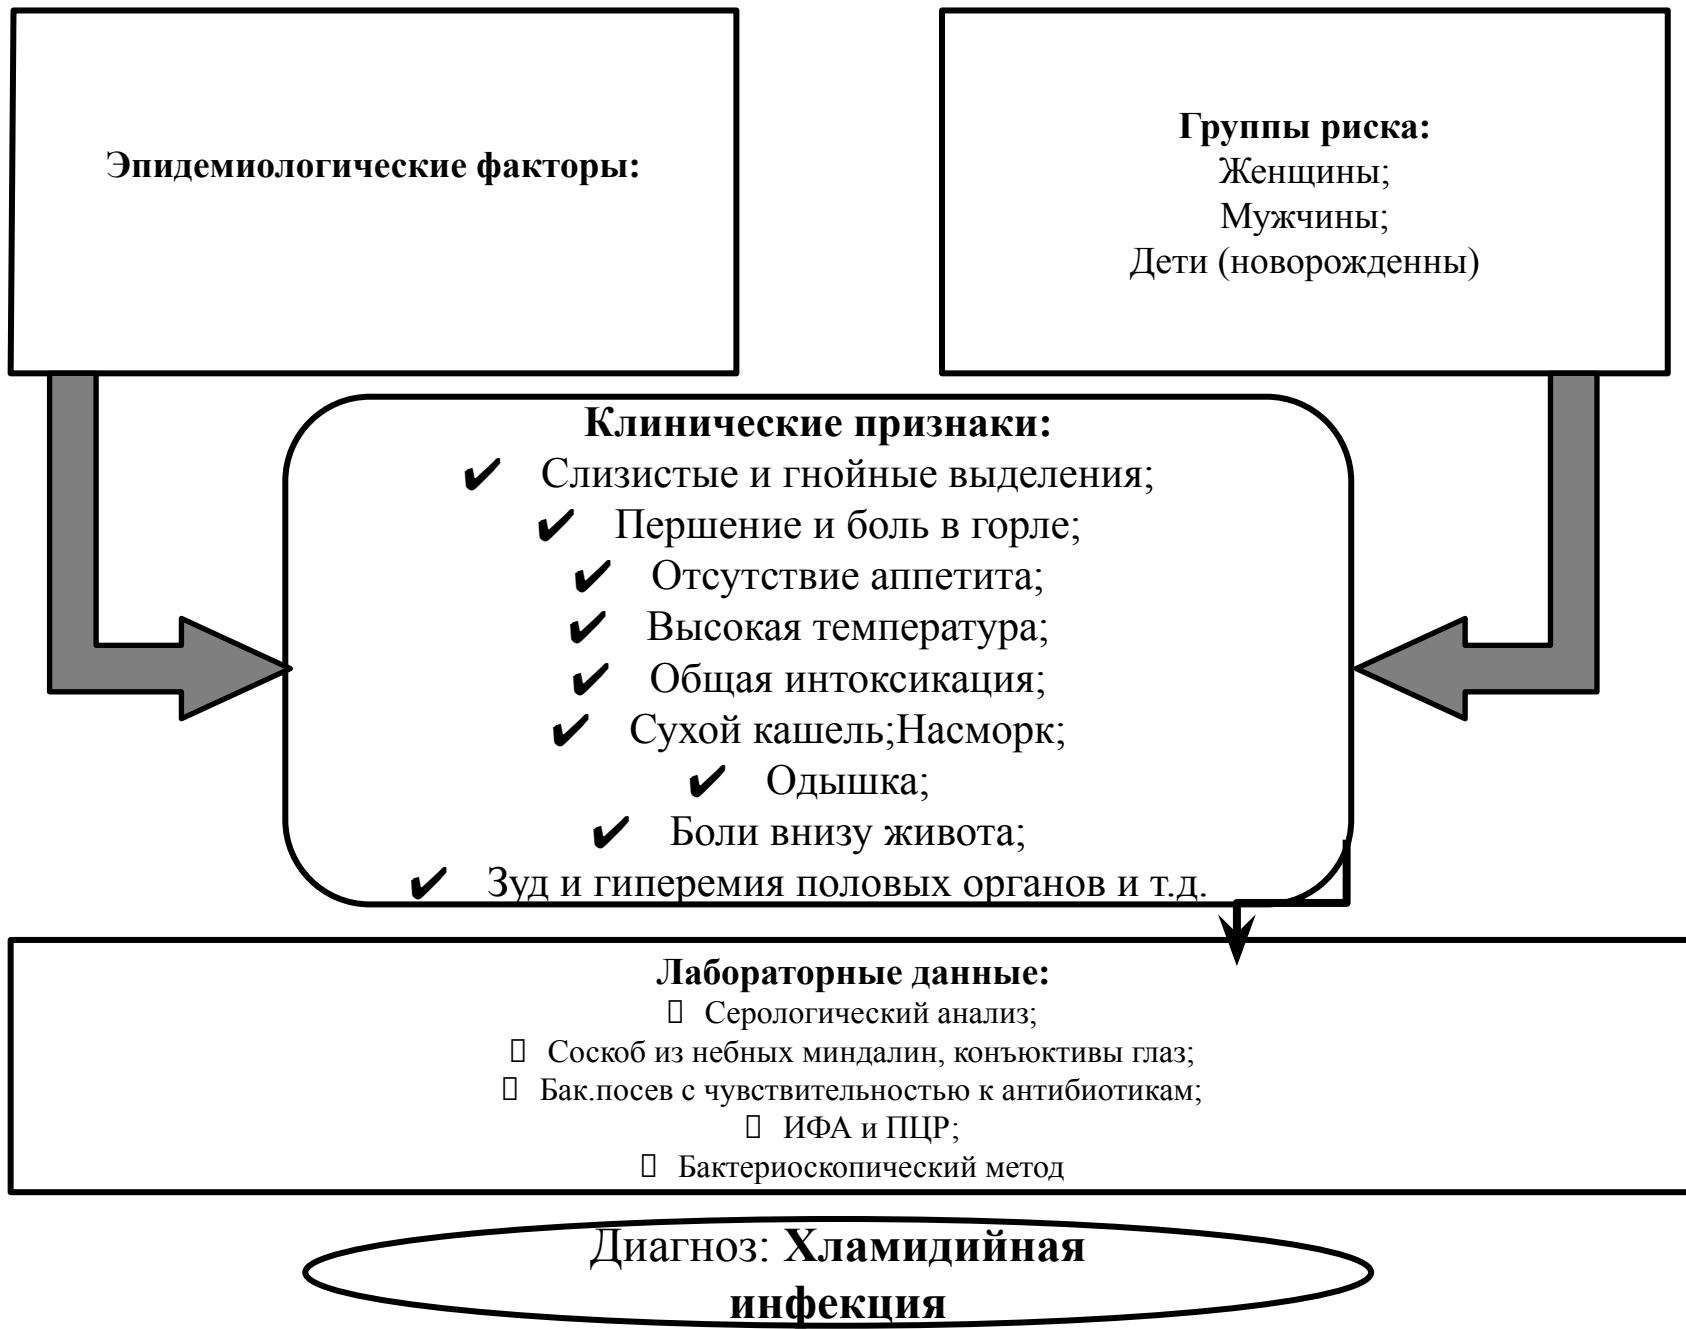 Эпидемиологические факторы:
Группы риска:
Женщины;
Мужчины;
Дети (новорожденны)
Клинические признаки:
✔ Слизистые и гнойные выделения;
✔ Першение и боль в горле;
✔ Отсутствие аппетита;
✔ Высокая температура;
✔ Общая интоксикация;
✔ Сухой кашель;Насморк;
✔ Одышка;
✔ Боли внизу живота;
✔ Зуд и гиперемия половых органов и т.д.
Лабораторные данные:
▯ Серологический анализ;
▯ Соскоб из небных миндалин, конъюктивы глаз;
▯ Бак.посев с чувствительностью к антибиотикам;
▯ ИФА и ПЦР;
▯ Бактериоскопический метод
Диагноз: Хламидийная
инфекция